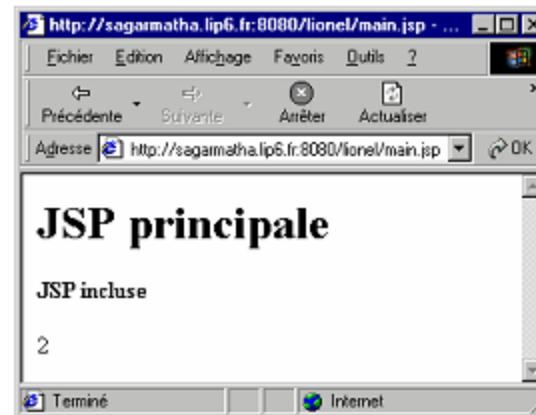 http://sagarmatha.lip6.fr:8080/lionel/main.jsp - ...
Fichier Edition Affichage Favoris Outils ?
Précédente Suivante Arrêter Actualiser
Adresse http://sagarmatha.lip6.fr:8080/lionel/main.jsp OK
JSP principale
JSP incluse
2
Terminé Internet